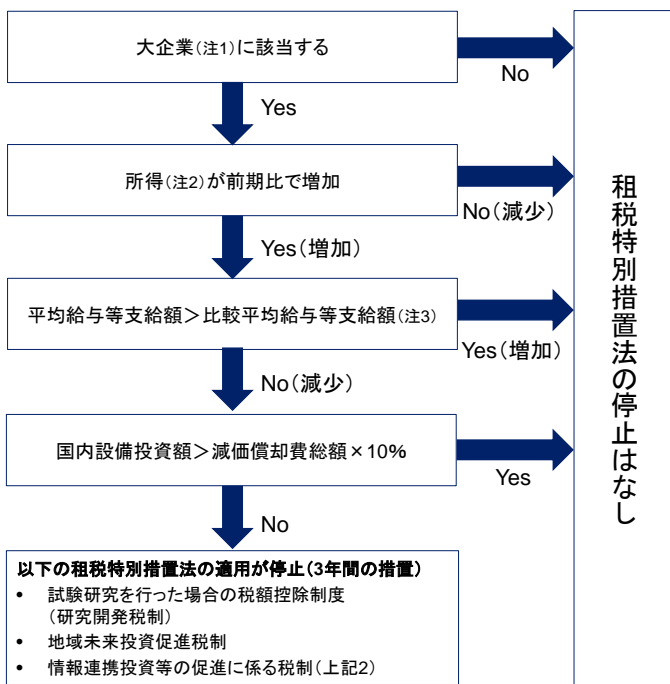 大企業(注1)に該当する
No
Yes
所得(注2)が前期比で増加
No(減少)
Yes(増加)
平均給与等支給額＞比較平均給与等支給額(注3)
Yes(増加)
No(減少)
国内設備投資額＞減価償却費総額×10%
Yes
No
以下の租税特別措置法の適用が停止(3年間の措置)
• 試験研究を行った場合の税額控除制度
(研究開発税制)
• 地域未来投資促進税制
• 情報連携投資等の促進に係る税制(上記2)
租税特別措置法の停止はなし